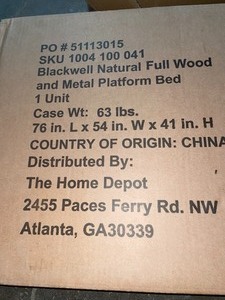 PO # 51113015
SKU 1004 100 041
Blackwell Natural Full Wood
and Metal Platform Bed
1 Unit
Case Wt: 63 lbs.
76 in. L x 54 in. W x 41 in. H
COUNTRY OF ORIGIN: CHINA
Distributed By:
The Home Depot
2455 Paces Ferry Rd. NW
Atlanta, GA30339